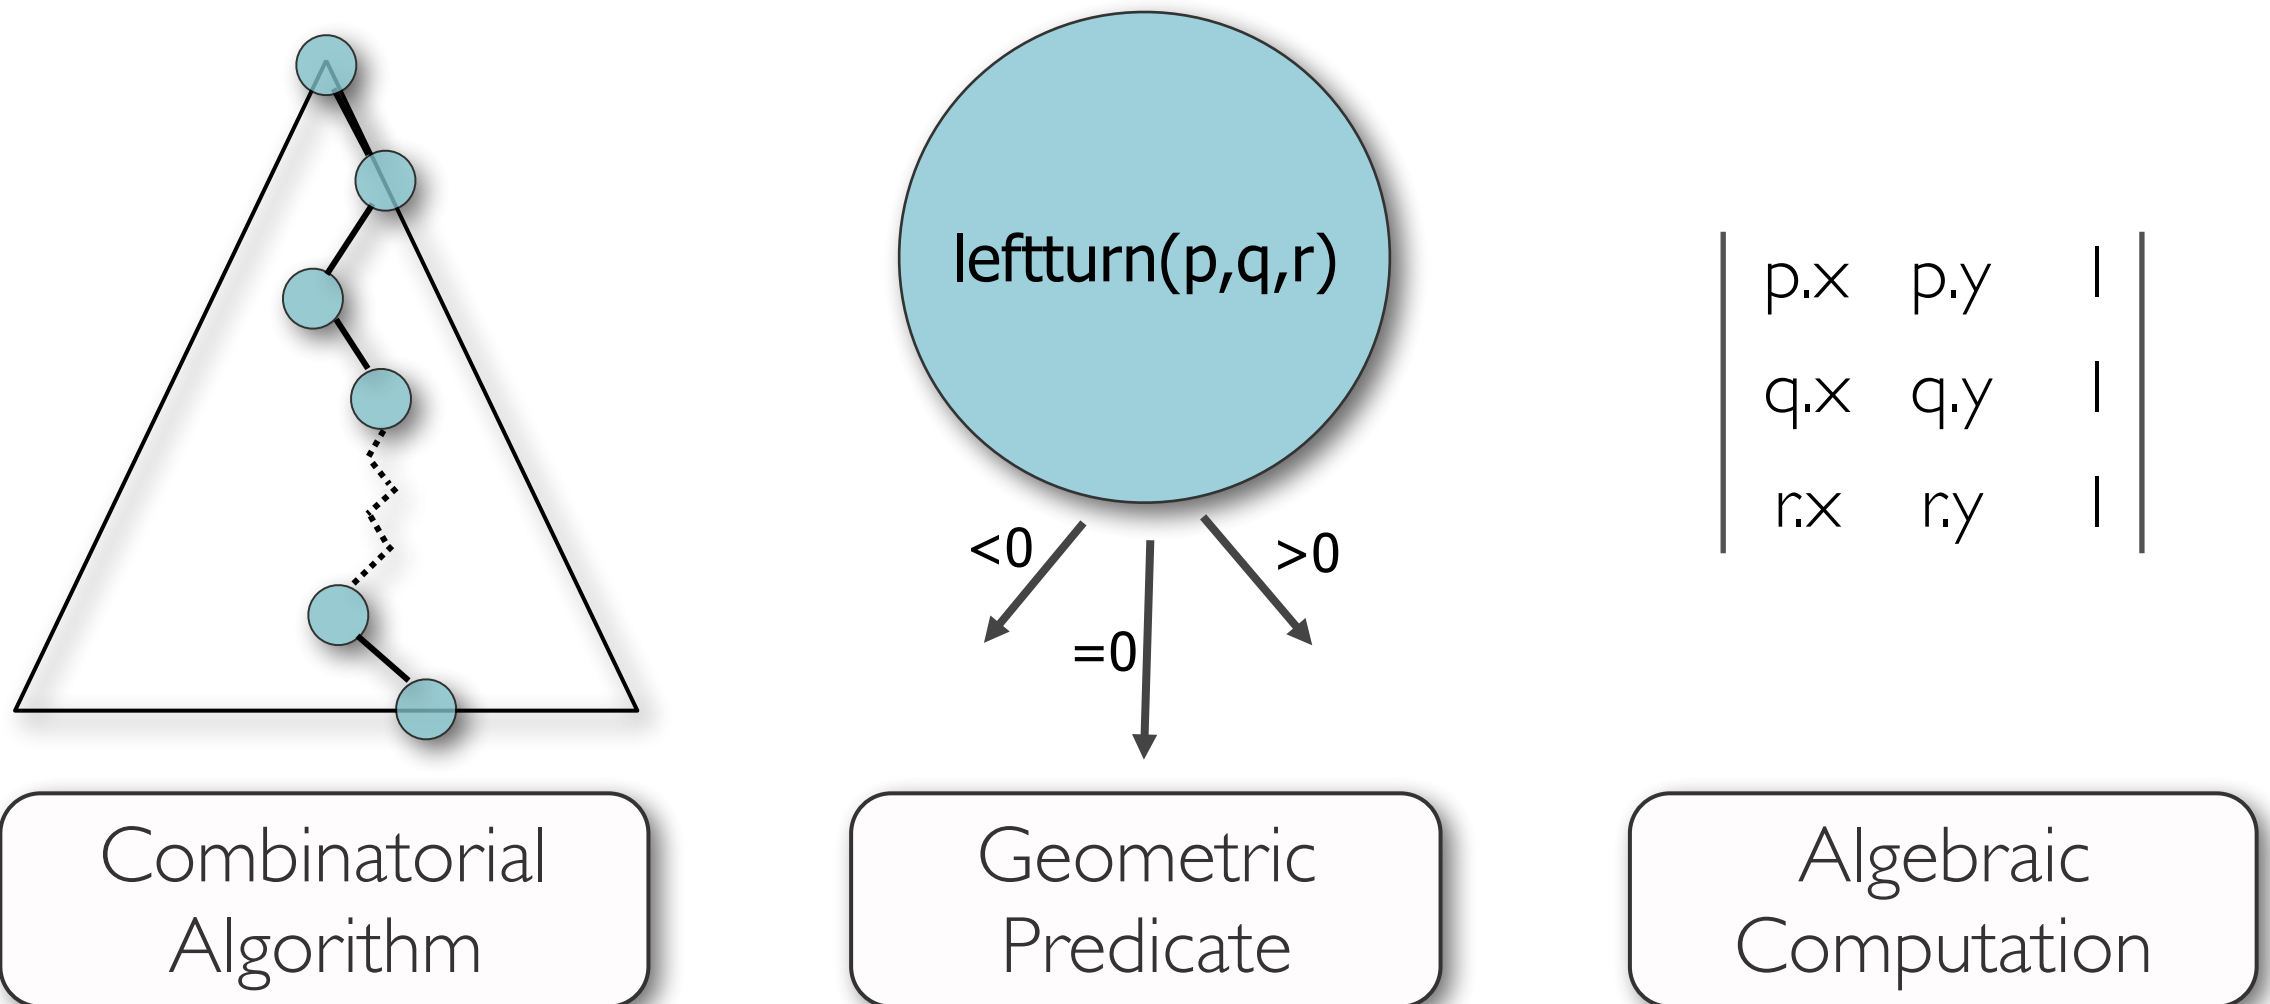 leftturn(p,q,r)
<0
>0
=0
p.x p.y 1
q.x q.y 1
r.x r.y 1
Combinatorial
Algorithm
Geometric
Predicate
Algebraic
Computation